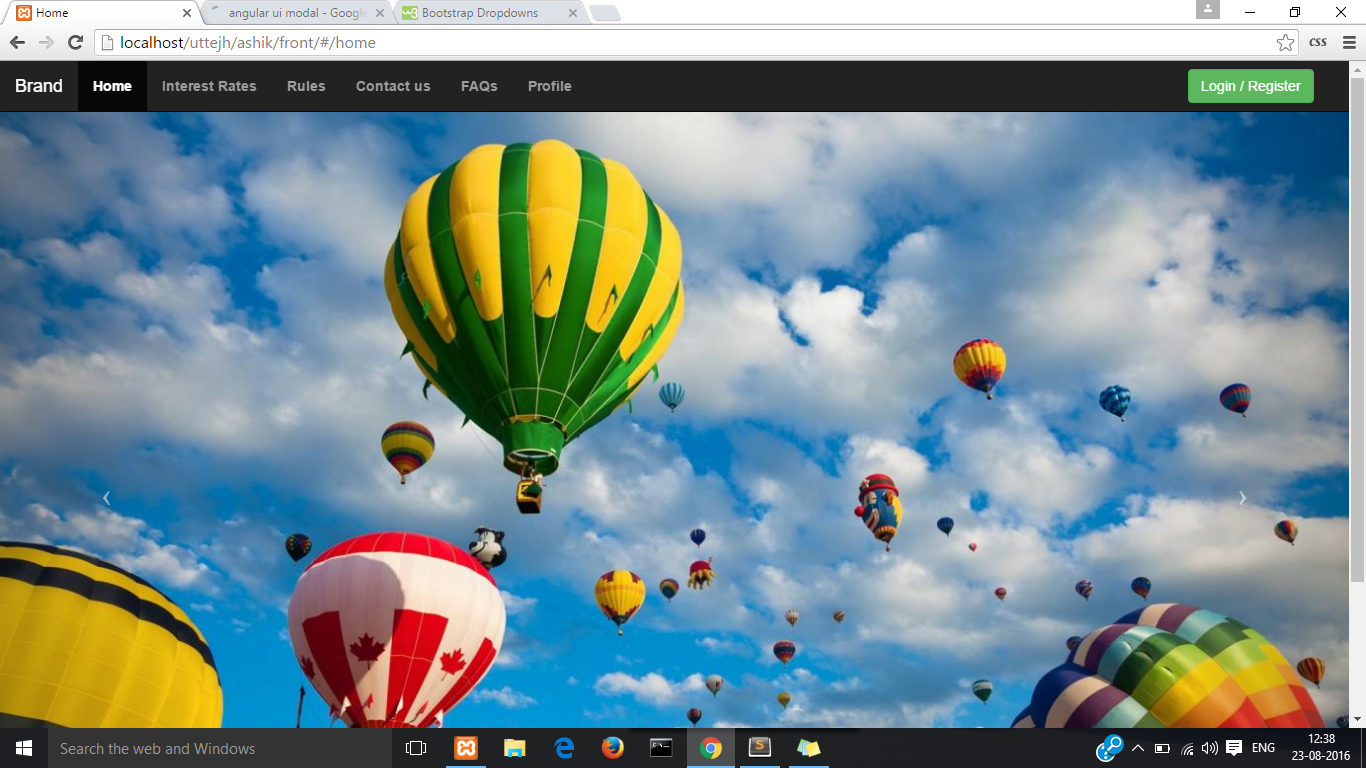 Home
angular ui modal - Google
Bootstrap Dropdowns
localhost/uttejh/ashik/front/#/home
css
Brand
Home
Interest Rates
Rules
Contact us
FAQs
Profile
Login / Register
Search the web and Windows
ENG
12:38
23-08-2016